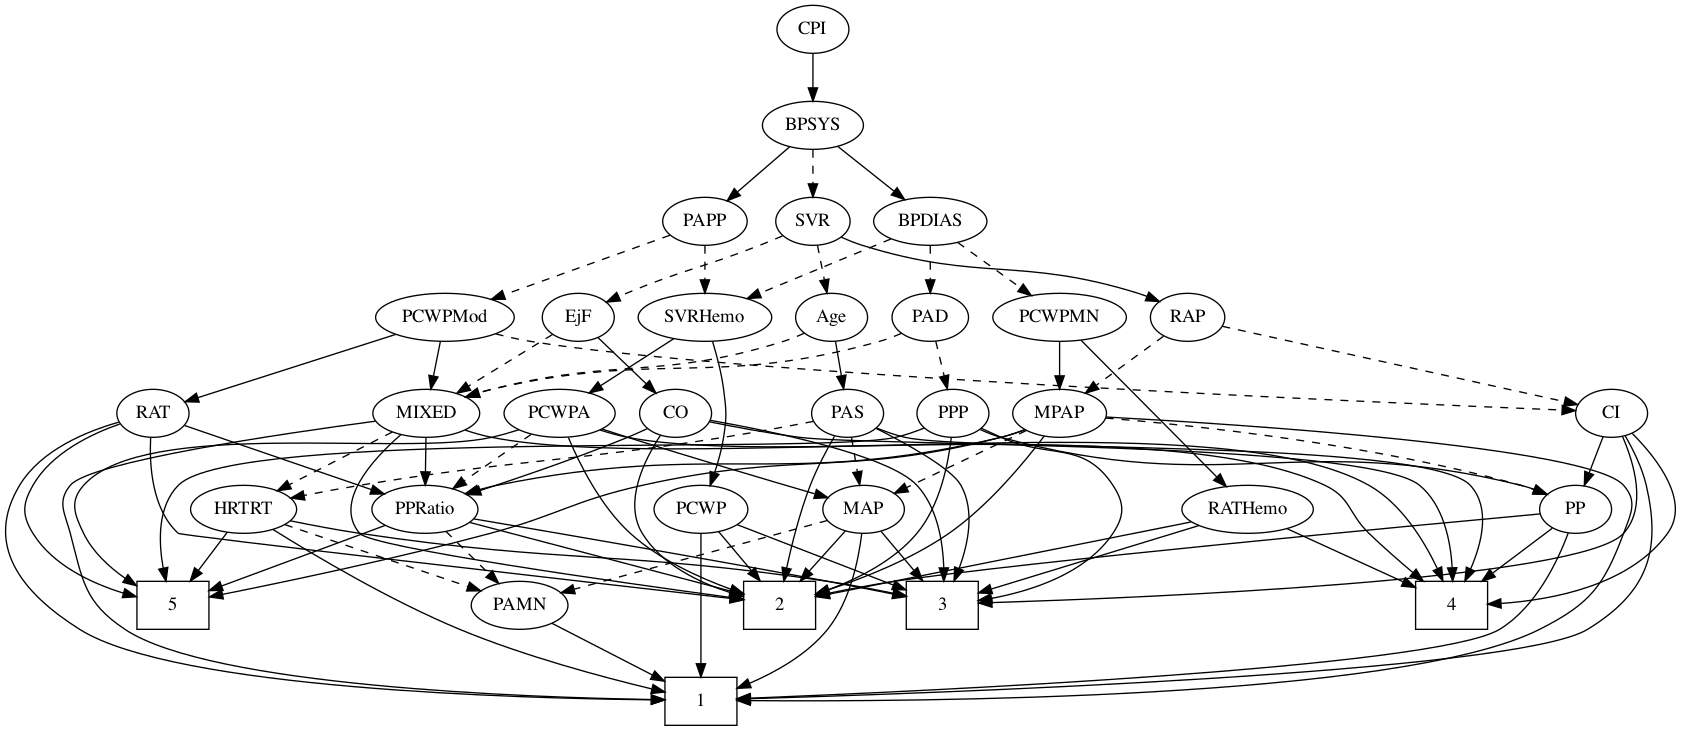 CPI
BPSYS
PAPP
SVR
BPDIAS
PCWPMod
EjF
SVRHemo
Age
PAD
PCWPMN
RAP
RAT
MIXED
PCWPA
CO
PAS
PPP
MPAP
CI
HRTRT
PPRatio
PCWP
MAP
RATHemo
PP
5
PAMN
2
3
4
1